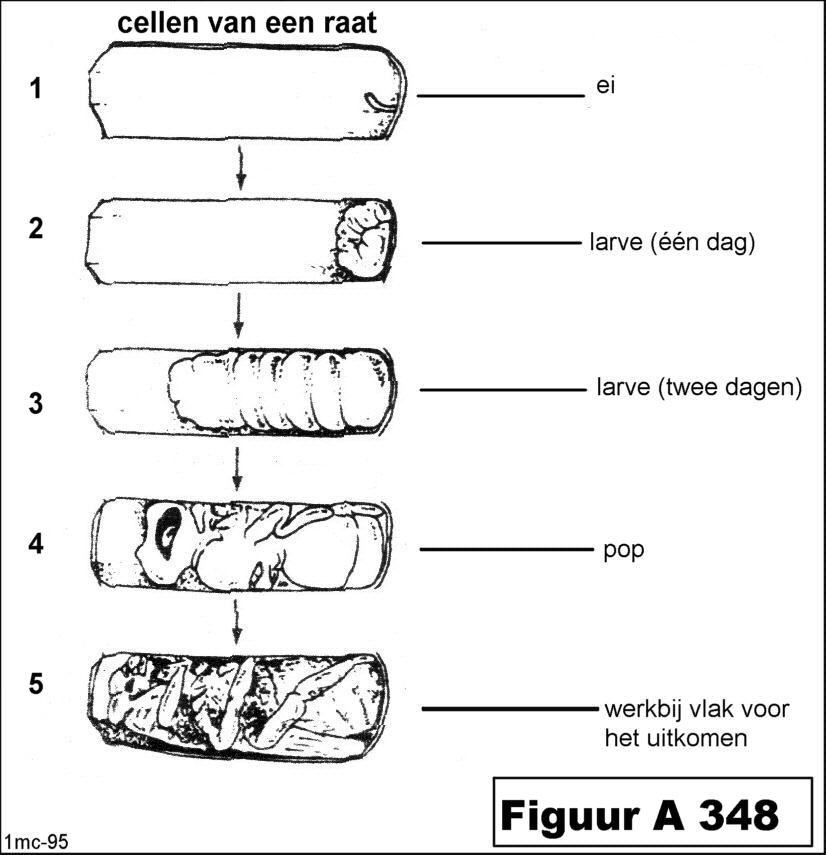 cellen van een raat
1
ei
2
larve (één dag)
3
larve (twee dagen)
4
pop
5
werkbij vlak voor
het uitkomen
Figuur A 348
1mc-95